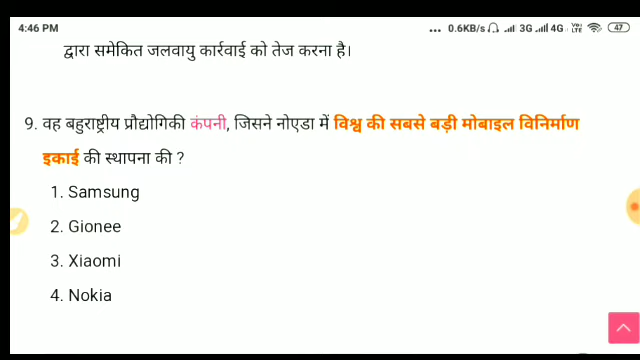 4:46 PM ... 0.6KB/s 3G 4G VoLTE 47
द्वारा समेकित जलवायु कार्रवाई को तेज करना है।
9. वह बहुराष्ट्रीय प्रौद्योगिकी कंपनी, जिसने नोएडा में विश्व की सबसे बड़ी मोबाइल विनिर्माण
इकाई की स्थापना की ?
1. Samsung
2. Gionee
3. Xiaomi
4. Nokia